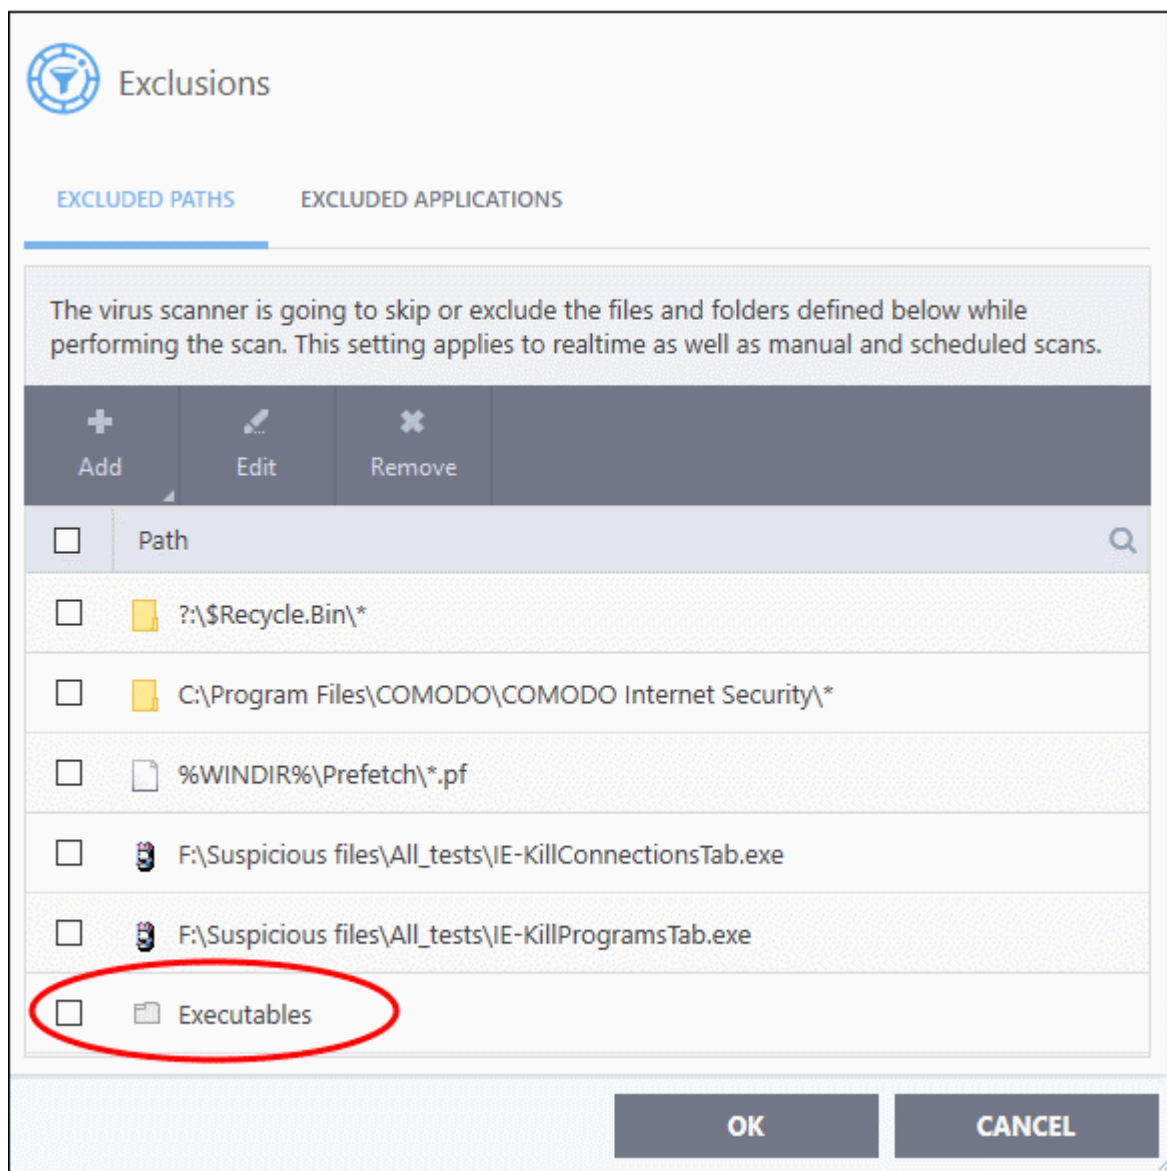 Exclusions
EXCLUDED PATHS EXCLUDED APPLICATIONS
The virus scanner is going to skip or exclude the files and folders defined below while
performing the scan. This setting applies to realtime as well as manual and scheduled scans.
Add Edit Remove
Path
?:\$Recycle.Bin\*
C:\Program Files\COMODO\COMODO Internet Security\*
%WINDIR%\Prefetch\*.pf
F:\Suspicious files\All_tests\IE-KillConnectionsTab.exe
F:\Suspicious files\All_tests\IE-KillProgramsTab.exe
Executables
OK CANCEL